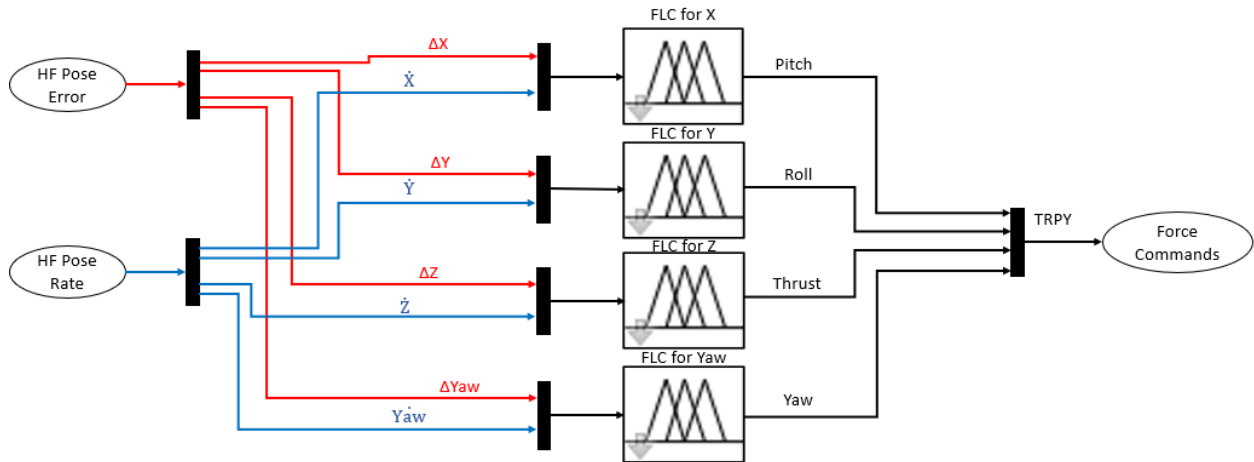 FLC for X
HF Pose
Error
ΔX
Ẋ
Pitch
FLC for Y
ΔY
Ẏ
Roll
TRPY
Force
Commands
HF Pose
Rate
FLC for Z
ΔZ
Ż
Thrust
FLC for Yaw
ΔYaw
Yaẇ
Yaw